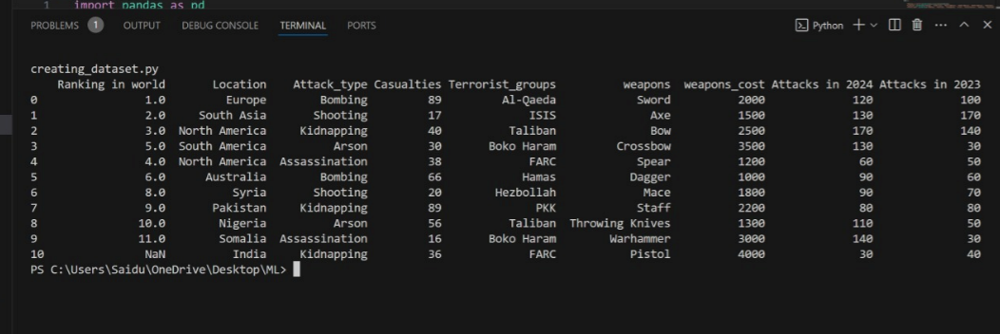 1 import pandas as pd
PROBLEMS 1 OUTPUT DEBUG CONSOLE TERMINAL PORTS Python
creating_dataset.py
Ranking in world Location Attack_type Casualties Terrorist_groups weapons weapons_cost Attacks in 2024 Attacks in 2023
0 1.0 Europe Bombing 89 Al-Qaeda Sword 2000 120 100
1 2.0 South Asia Shooting 17 ISIS Axe 1500 130 170
2 3.0 North America Kidnapping 40 Taliban Bow 2500 170 140
3 5.0 South America Arson 30 Boko Haram Crossbow 3500 130 30
4 4.0 North America Assassination 38 FARC Spear 1200 60 50
5 6.0 Australia Bombing 66 Hamas Dagger 1000 90 60
6 8.0 Syria Shooting 20 Hezbollah Mace 1800 90 70
7 9.0 Pakistan Kidnapping 89 PKK Staff 2200 80 80
8 10.0 Nigeria Arson 56 Taliban Throwing Knives 1300 110 50
9 11.0 Somalia Assassination 16 Boko Haram Warhammer 3000 140 30
10 NaN India Kidnapping 36 FARC Pistol 4000 30 40
PS C:\Users\Saidu\OneDrive\Desktop\ML>